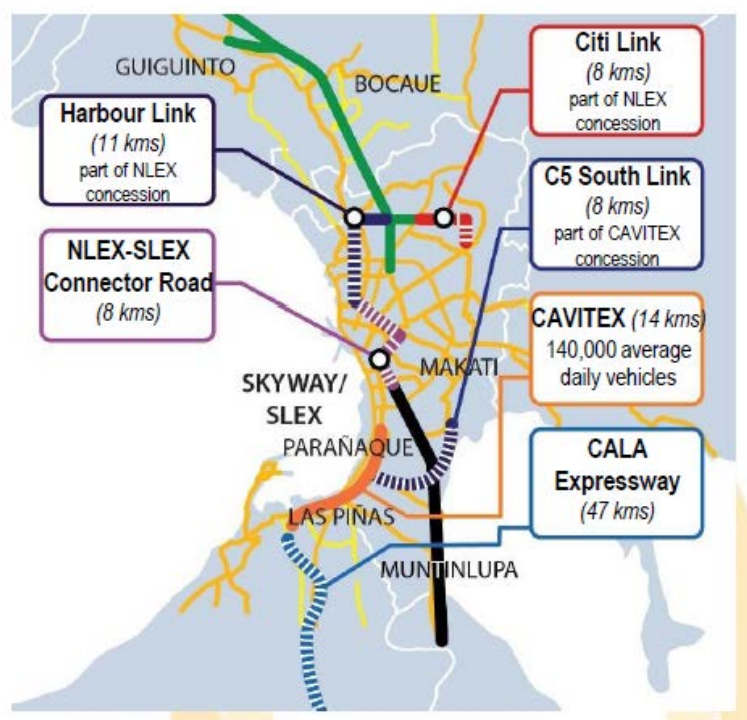 GUIGUINTO
BOCAUE
Citi Link
(8 kms)
part of NLEX
concession
Harbour Link
(11 kms)
part of NLEX
concession
C5 South Link
(8 kms)
part of CAVITEX
concession
NLEX-SLEX
Connector Road
(8 kms)
CAVITEX (14 kms)
140,000 average
daily vehicles
MAKATI
SKYWAY/
SLEX
PARAÑAQUE
CALA
Expressway
(47 kms)
LAS PIÑAS
MUNTINLUPA